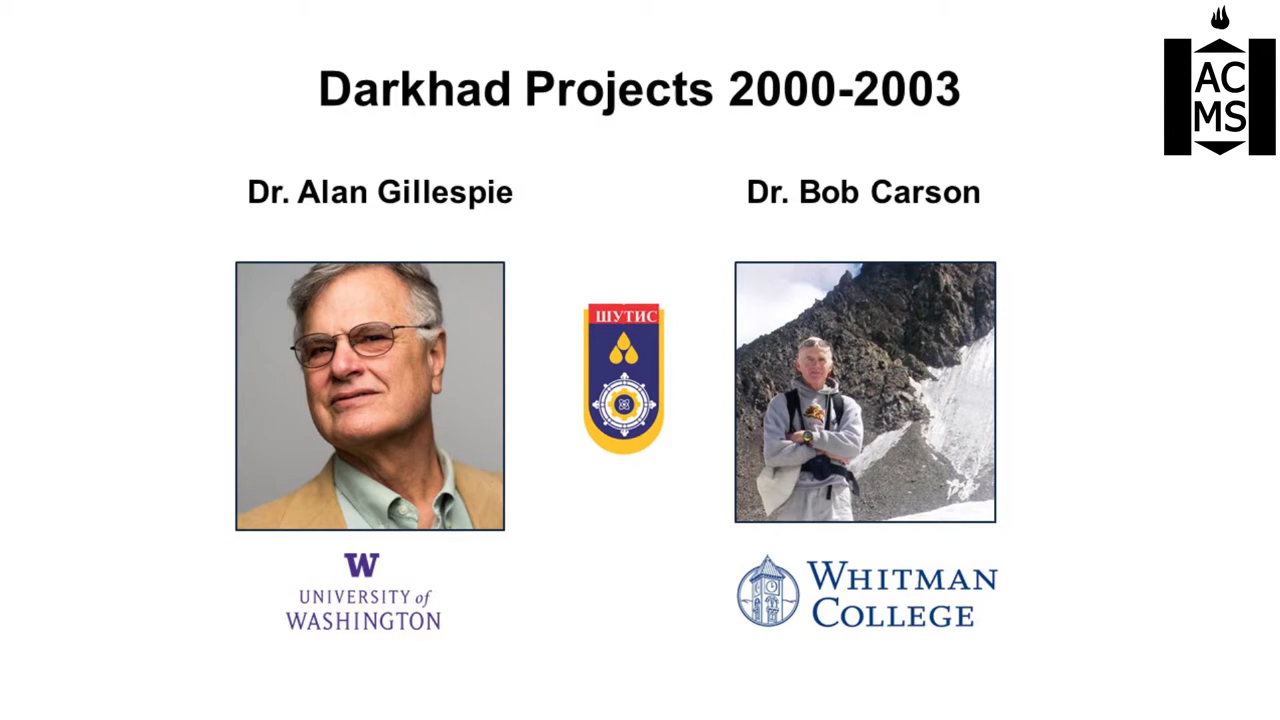 Darkhad Projects 2000-2003
AC
MS
Dr. Alan Gillespie
Dr. Bob Carson
ШУТИС
W
UNIVERSITY of
WASHINGTON
WHITMAN
COLLEGE